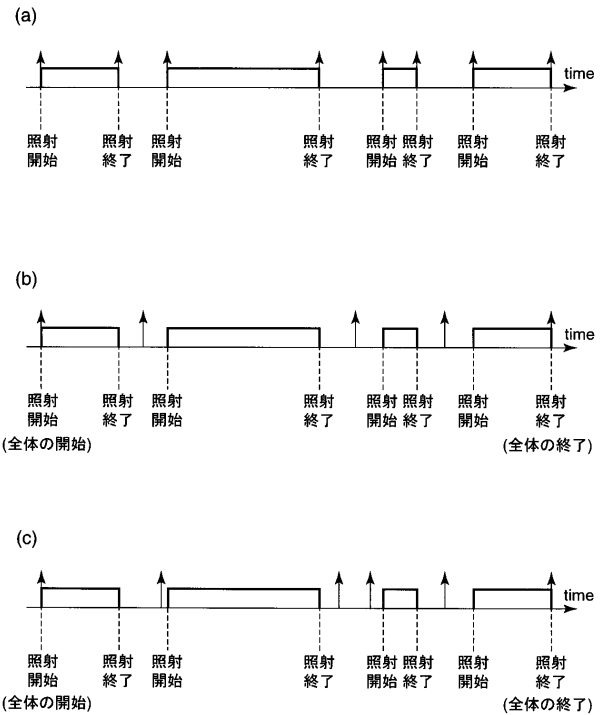 (a)
time
照射 照射 照射 照射 照射 照射 照射 照射
開始 終了 開始 終了 開始 終了 開始 終了
(b)
time
照射 照射 照射 照射 照射 照射 照射 照射
開始 終了 開始 終了 開始 終了 開始 終了
(全体の開始) (全体の終了)
(c)
time
照射 照射 照射 照射 照射 照射 照射 照射
開始 終了 開始 終了 開始 終了 開始 終了
(全体の開始) (全体の終了)